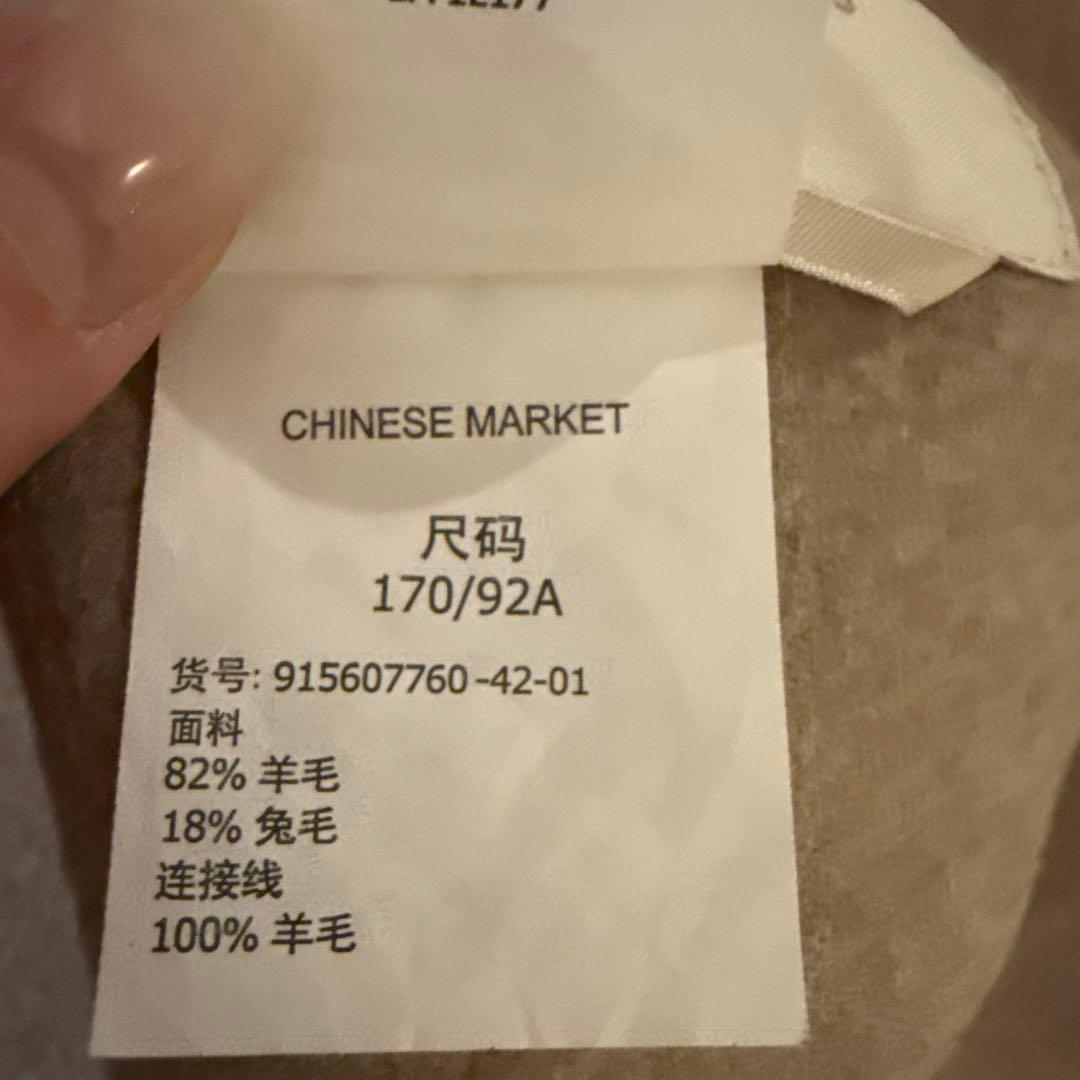 CHINESE MARKET
尺码
170/92A
货号: 915607760-42-01
面料
82% 羊毛
18% 兔毛
连接线
100% 羊毛